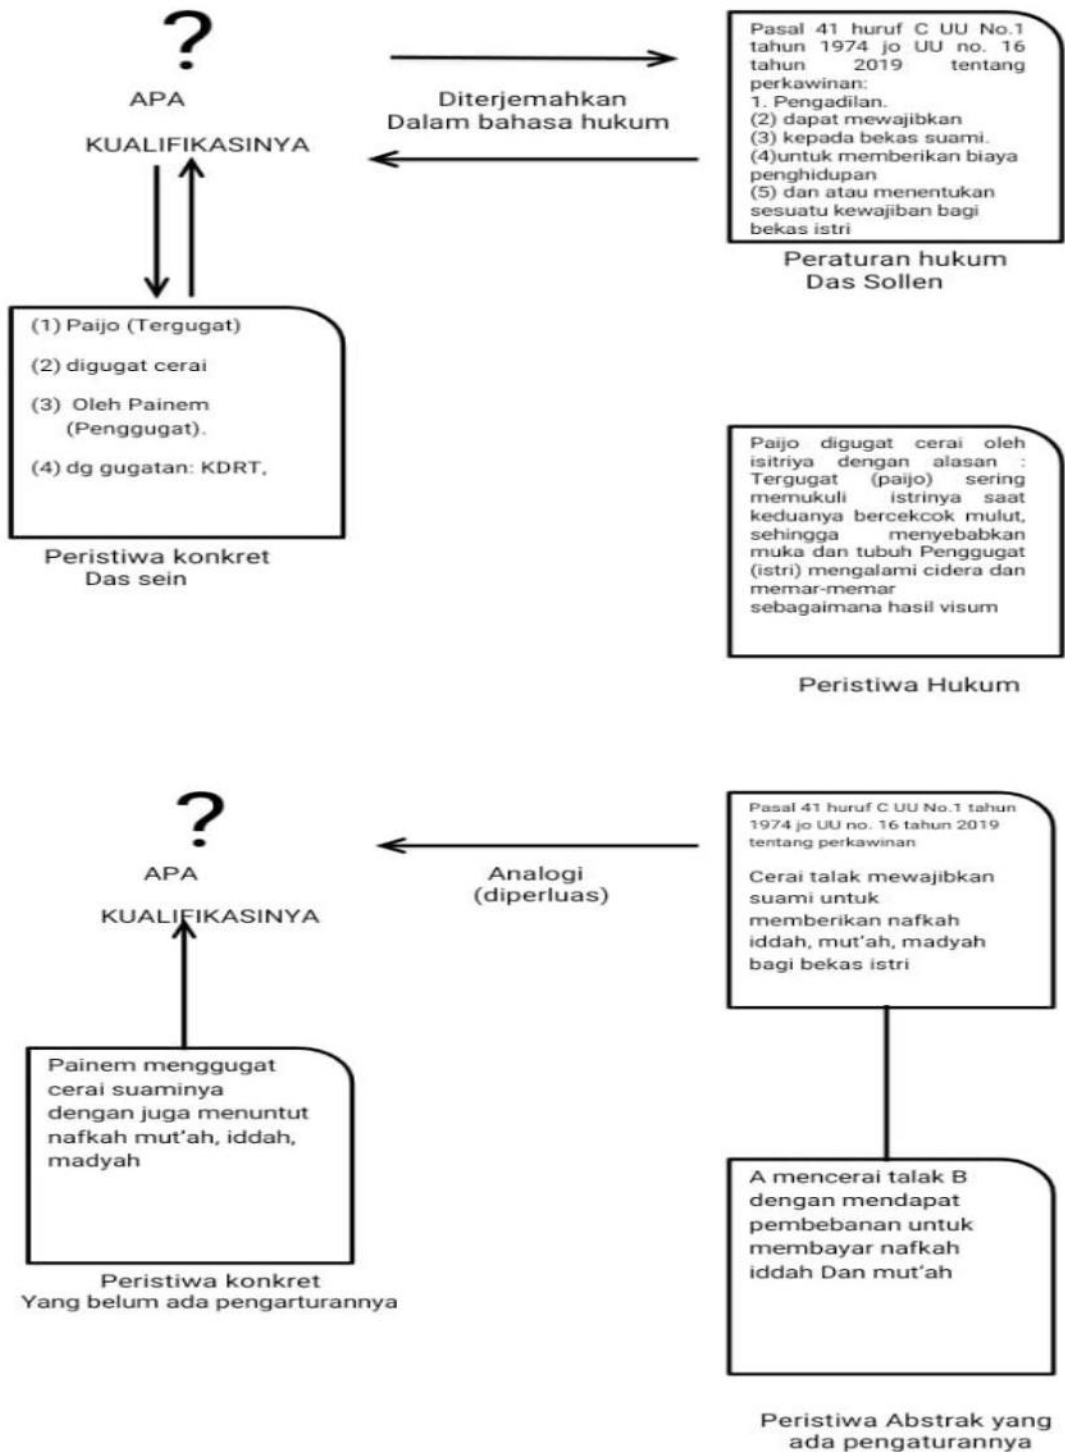 ?
APA
KUALIFIKASINYA
Diterjemahkan
Dalam bahasa hukum
Pasal 41 huruf C UU No.1
tahun 1974 jo UU no. 16
tahun 2019 tentang
perkawinan:
1. Pengadilan.
(2) dapat mewajibkan
(3) kepada bekas suami.
(4)untuk memberikan biaya
penghidupan
(5) dan atau menentukan
sesuatu kewajiban bagi
bekas istri
Peraturan hukum
Das Sollen
(1) Paijo (Tergugat)
(2) digugat cerai
(3) Oleh Painem
(Penggugat).
(4) dg gugatan: KDRT,
Peristiwa konkret
Das sein
Paijo digugat cerai oleh
isitriya dengan alasan :
Tergugat (paijo) sering
memukuli istrinya saat
keduanya bercekcok mulut,
sehingga menyebabkan
muka dan tubuh Penggugat
(istri) mengalami cidera dan
memar-memar
sebagaimana hasil visum
Peristiwa Hukum
?
APA
KUALIFIKASINYA
Analogi
(diperluas)
Pasal 41 huruf C UU No.1 tahun
1974 jo UU no. 16 tahun 2019
tentang perkawinan
Cerai talak mewajibkan
suami untuk
memberikan nafkah
iddah, mut'ah, madyah
bagi bekas istri
Painem menggugat
cerai suaminya
dengan juga menuntut
nafkah mut'ah, iddah,
madyah
Peristiwa konkret
Yang belum ada pengarturannya
A mencerai talak B
dengan mendapat
pembebanan untuk
membayar nafkah
iddah Dan mut'ah
Peristiwa Abstrak yang
ada pengaturannya